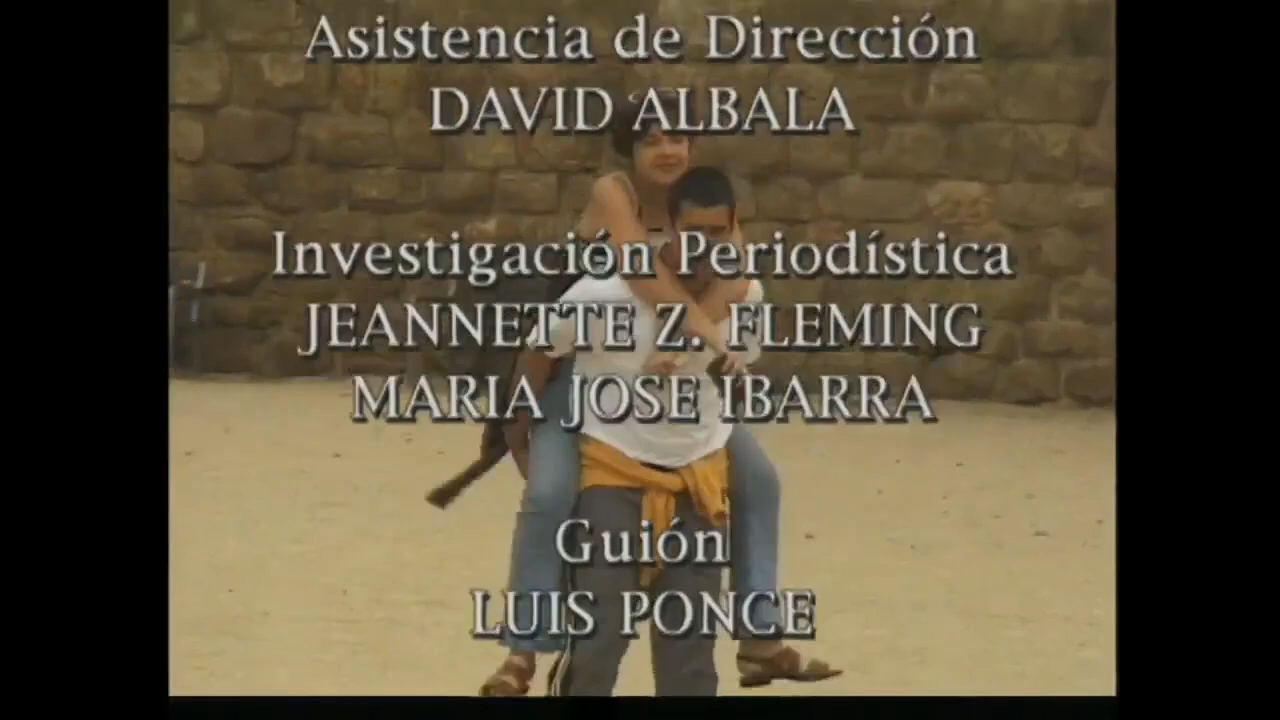 Asistencia de Dirección
DAVID ALBALA
Investigación Periodística
JEANNETTE Z. FLEMING
MARIA JOSE IBARRA
Guión
LUIS PONCE